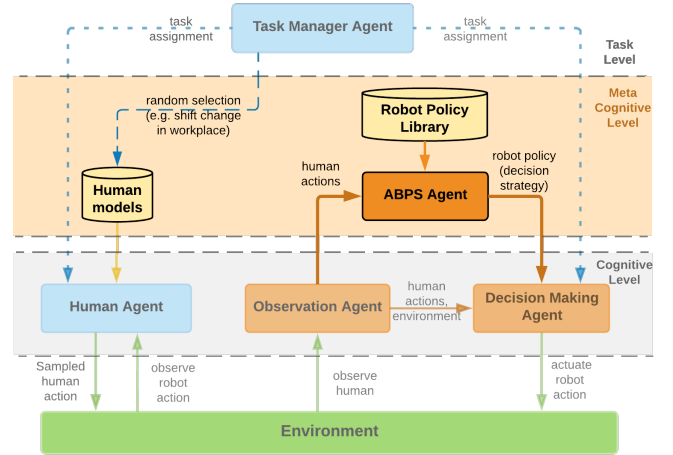 Task Manager Agent
task
assignment
task
assignment
Task
Level
random selection
(e.g. shift change
in workplace)
Robot Policy
Library
Meta
Cognitive
Level
human
actions
robot policy
(decision
strategy)
Human
models
ABPS Agent
Cognitive
Level
Human Agent
Observation Agent
human
actions,
environment
Decision Making
Agent
Sampled
human
action
observe
robot
action
observe
human
actuate
robot
action
Environment